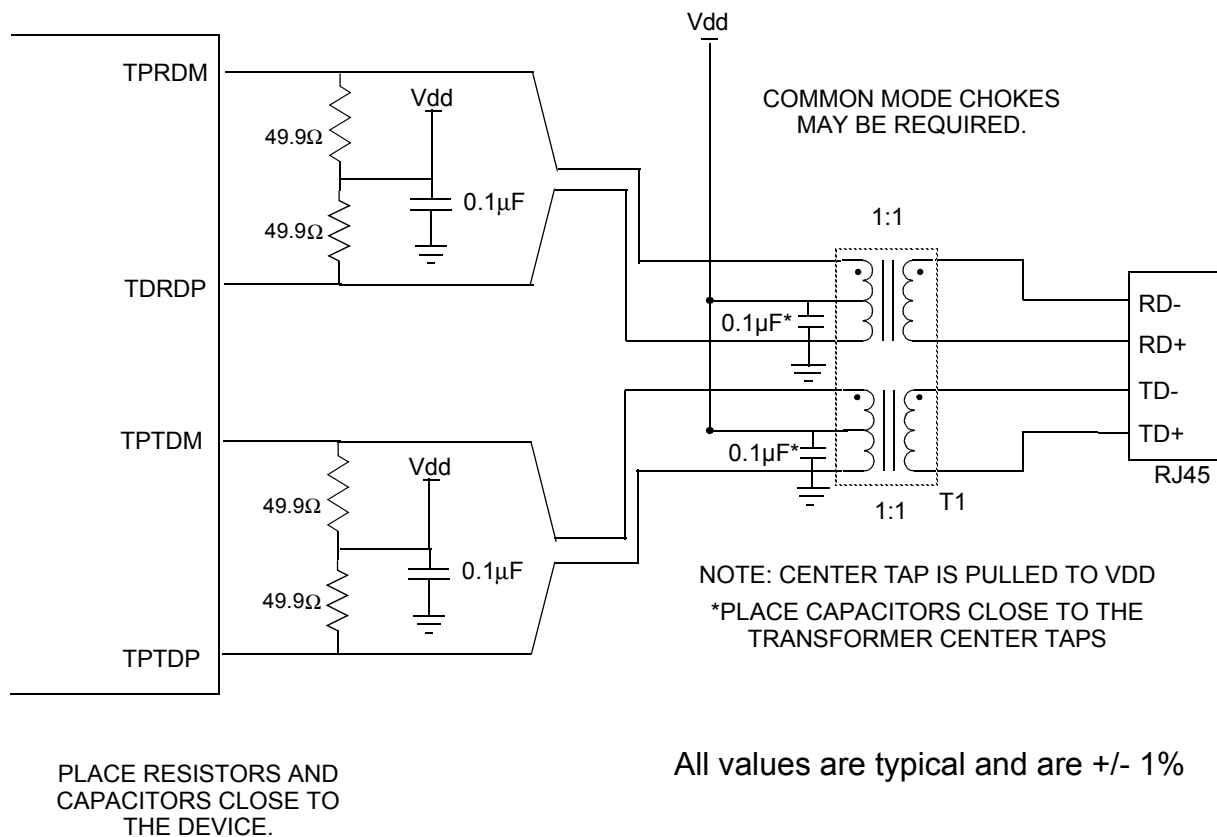 Vdd
TPRDM
COMMON MODE CHOKES
MAY BE REQUIRED.
Vdd
49.9Ω
0.1µF
49.9Ω
1:1
TDRDP
RD-
0.1µF*
RD+
TD-
TPTDM
TD+
0.1µF*
Vdd
RJ45
49.9Ω
1:1
T1
0.1µF
NOTE: CENTER TAP IS PULLED TO VDD
49.9Ω
*PLACE CAPACITORS CLOSE TO THE
TRANSFORMER CENTER TAPS
TPTDP
All values are typical and are +/- 1%
PLACE RESISTORS AND
CAPACITORS CLOSE TO
THE DEVICE.